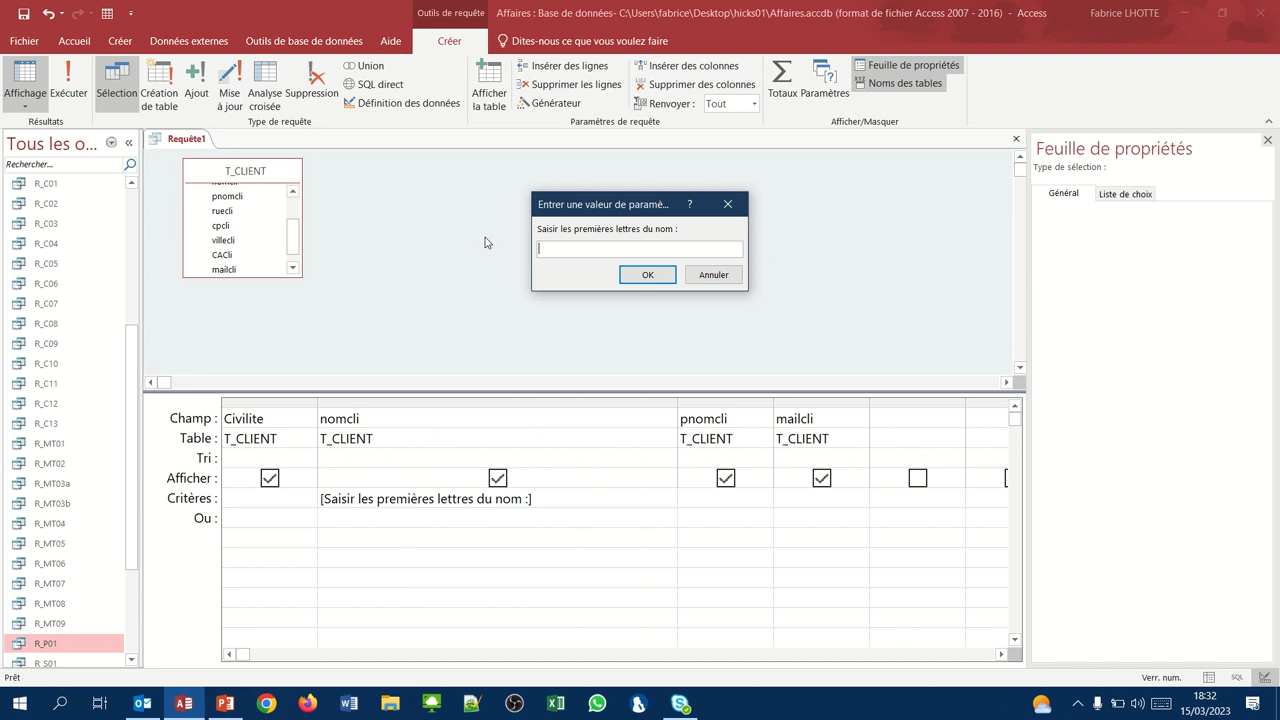 Outils de requête
Affaires : Base de données- C:\Users\fabrice\Desktop\hicks01\Affaires.accdb (format de fichier Access 2007 - 2016) - Access
Fabrice LHOTTE
Fichier Accueil Créer Données externes Outils de base de données Aide Créer Dites-nous ce que vous voulez faire
Affichage Exécuter Sélection Création de table Ajout Mise à jour Analyse croisée Suppression
Union
SQL direct
Définition des données
Afficher la table
Insérer des lignes
Supprimer les lignes
Générateur
Insérer des colonnes
Supprimer des colonnes
Renvoyer : Tout
Totaux Paramètres
Feuille de propriétés
Noms des tables
Résultats Type de requête Paramètres de requête Afficher/Masquer
Tous les o...
Rechercher...
R_C01
R_C02
R_C03
R_C04
R_C05
R_C06
R_C07
R_C08
R_C09
R_C10
R_C11
R_C12
R_C13
R_MT01
R_MT02
R_MT03a
R_MT03b
R_MT04
R_MT05
R_MT06
R_MT07
R_MT08
R_MT09
R_P01
R_S01
Requête1
T_CLIENT
nomcli
pnomcli
ruecli
cpcli
villecli
CACli
mailcli
Entrer une valeur de paramè... ?
Saisir les premières lettres du nom :
OK Annuler
Feuille de propriétés
Type de sélection :
Général Liste de choix
Champ : Civilite nomcli pnomcli mailcli
Table : T_CLIENT T_CLIENT T_CLIENT T_CLIENT
Tri :
Afficher :
Critères : [Saisir les premières lettres du nom :]
Ou :
Prêt
Verr. num. SQL
18:32
15/03/2023